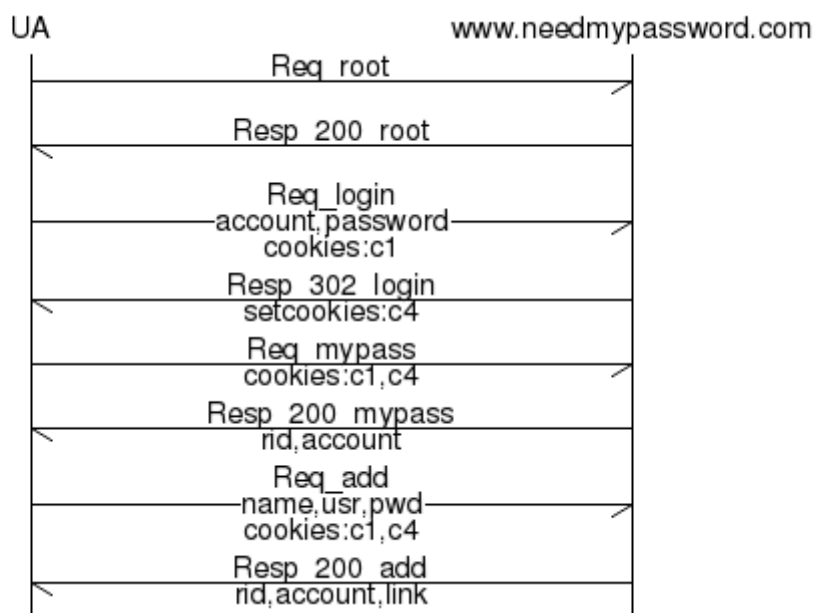 UA www.needmypassword.com
Req_root
Resp_200_root
Req_login
account,password
cookies:c1
Resp_302_login
setcookies:c4
Req_mypass
cookies:c1,c4
Resp_200_mypass
rid,account
Req_add
name,usr,pwd
cookies:c1,c4
Resp_200_add
rid,account,link